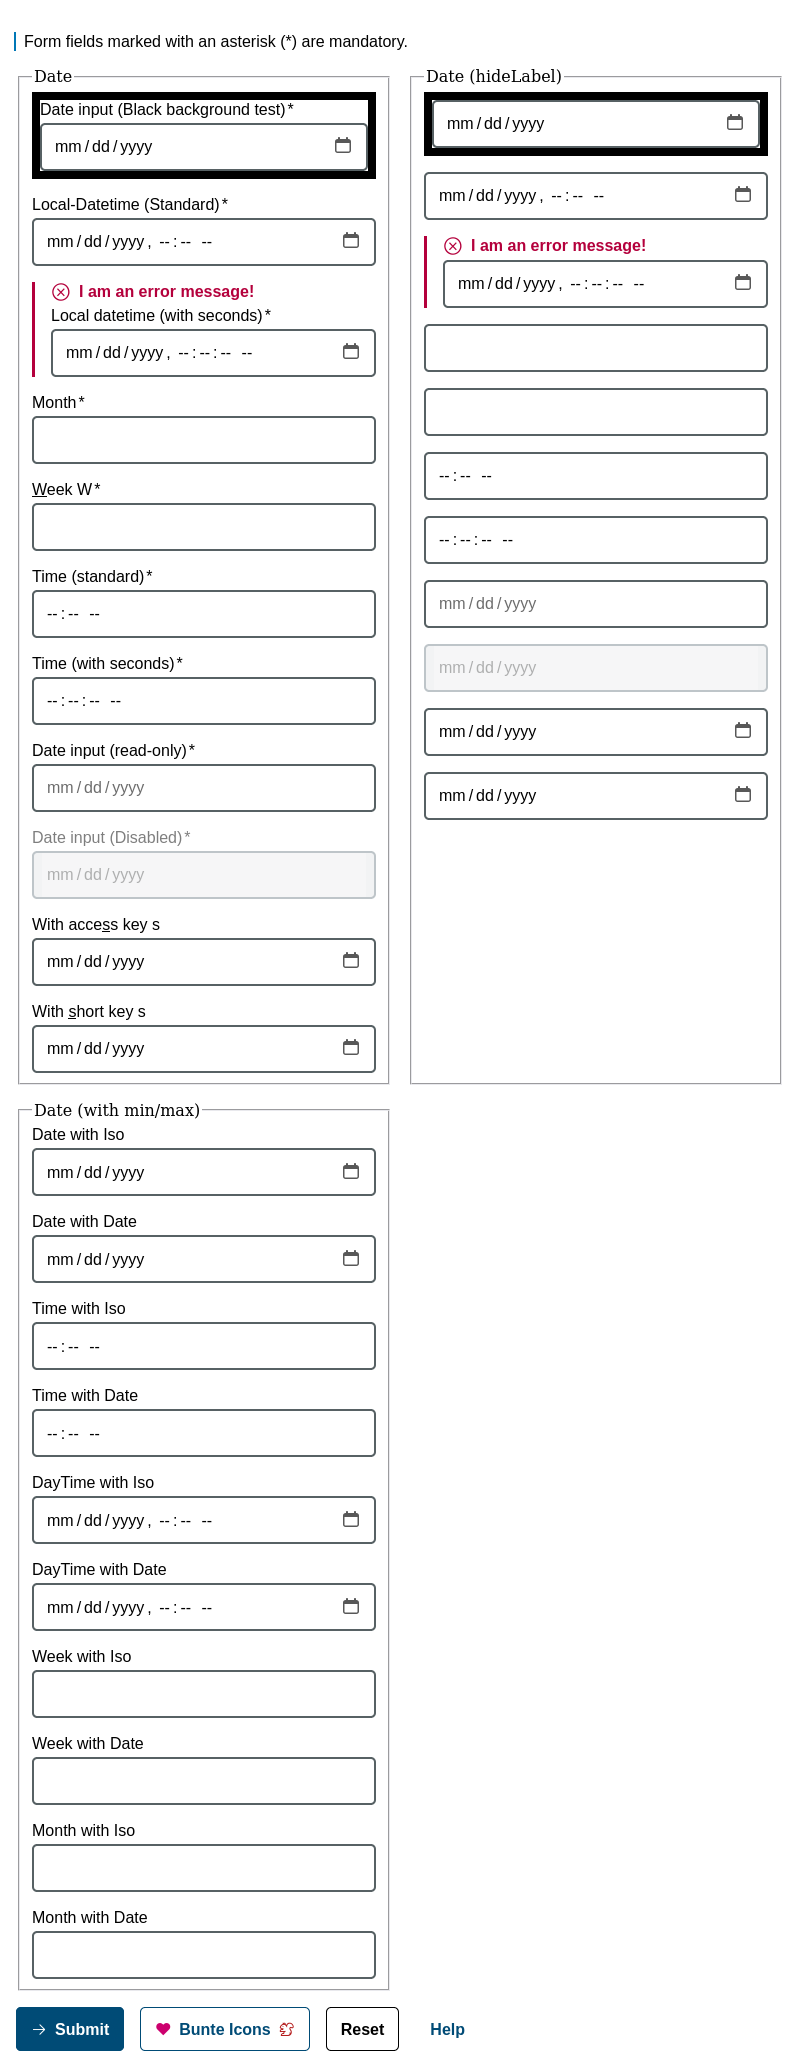 Form fields marked with an asterisk (*) are mandatory.
Date
Date input (Black background test)*
mm/dd/yyyy
Local-Datetime (Standard)*
mm/dd/yyyy, --:-- --
I am an error message!
Local datetime (with seconds)*
mm/dd/yyyy, --:--:-- --
Month*
Week W*
Time (standard)*
--:-- --
Time (with seconds)*
--:--:-- --
Date input (read-only)*
mm/dd/yyyy
Date input (Disabled)*
mm/dd/yyyy
With access key s
mm/dd/yyyy
With short key s
mm/dd/yyyy
Date (hideLabel)
mm/dd/yyyy
mm/dd/yyyy, --:-- --
I am an error message!
mm/dd/yyyy, --:--:-- --
--:-- --
--:--:-- --
mm/dd/yyyy
mm/dd/yyyy
mm/dd/yyyy
mm/dd/yyyy
Date (with min/max)
Date with Iso
mm/dd/yyyy
Date with Date
mm/dd/yyyy
Time with Iso
--:-- --
Time with Date
--:-- --
DayTime with Iso
mm/dd/yyyy, --:-- --
DayTime with Date
mm/dd/yyyy, --:-- --
Week with Iso
Week with Date
Month with Iso
Month with Date
Submit
Bunte Icons
Reset
Help